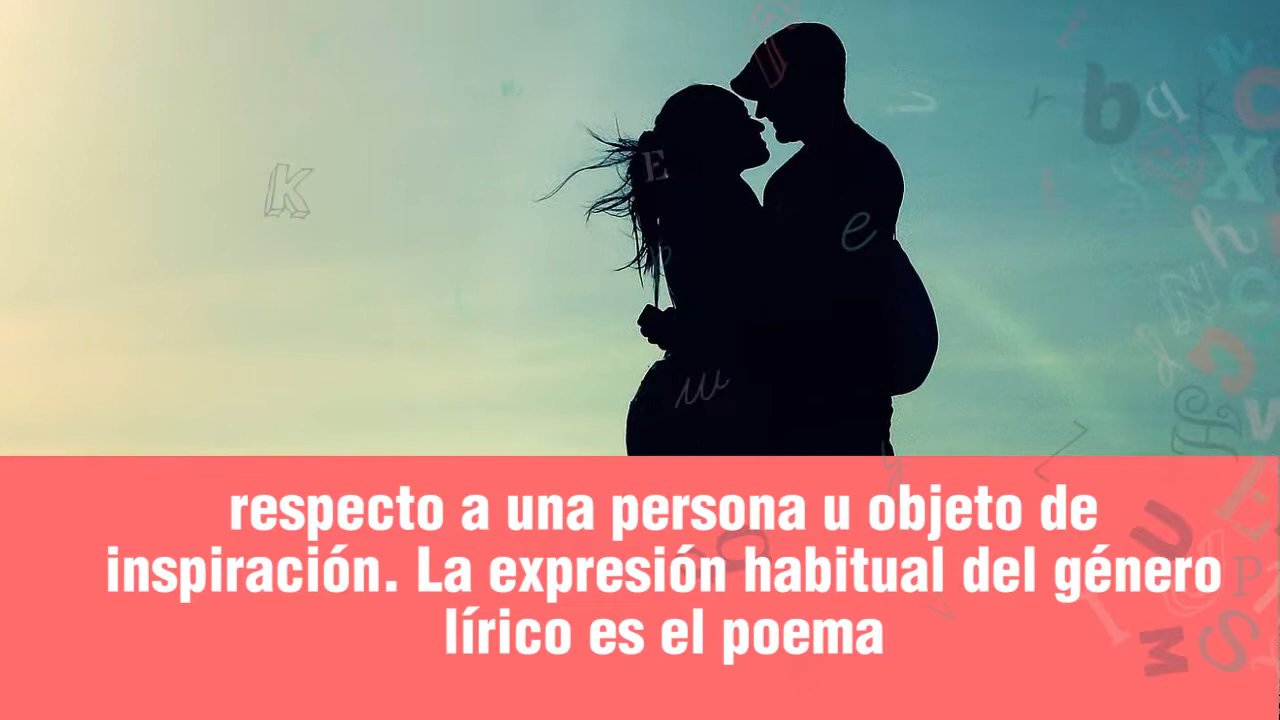 respecto a una persona u objeto de
inspiración. La expresión habitual del género
lírico es el poema